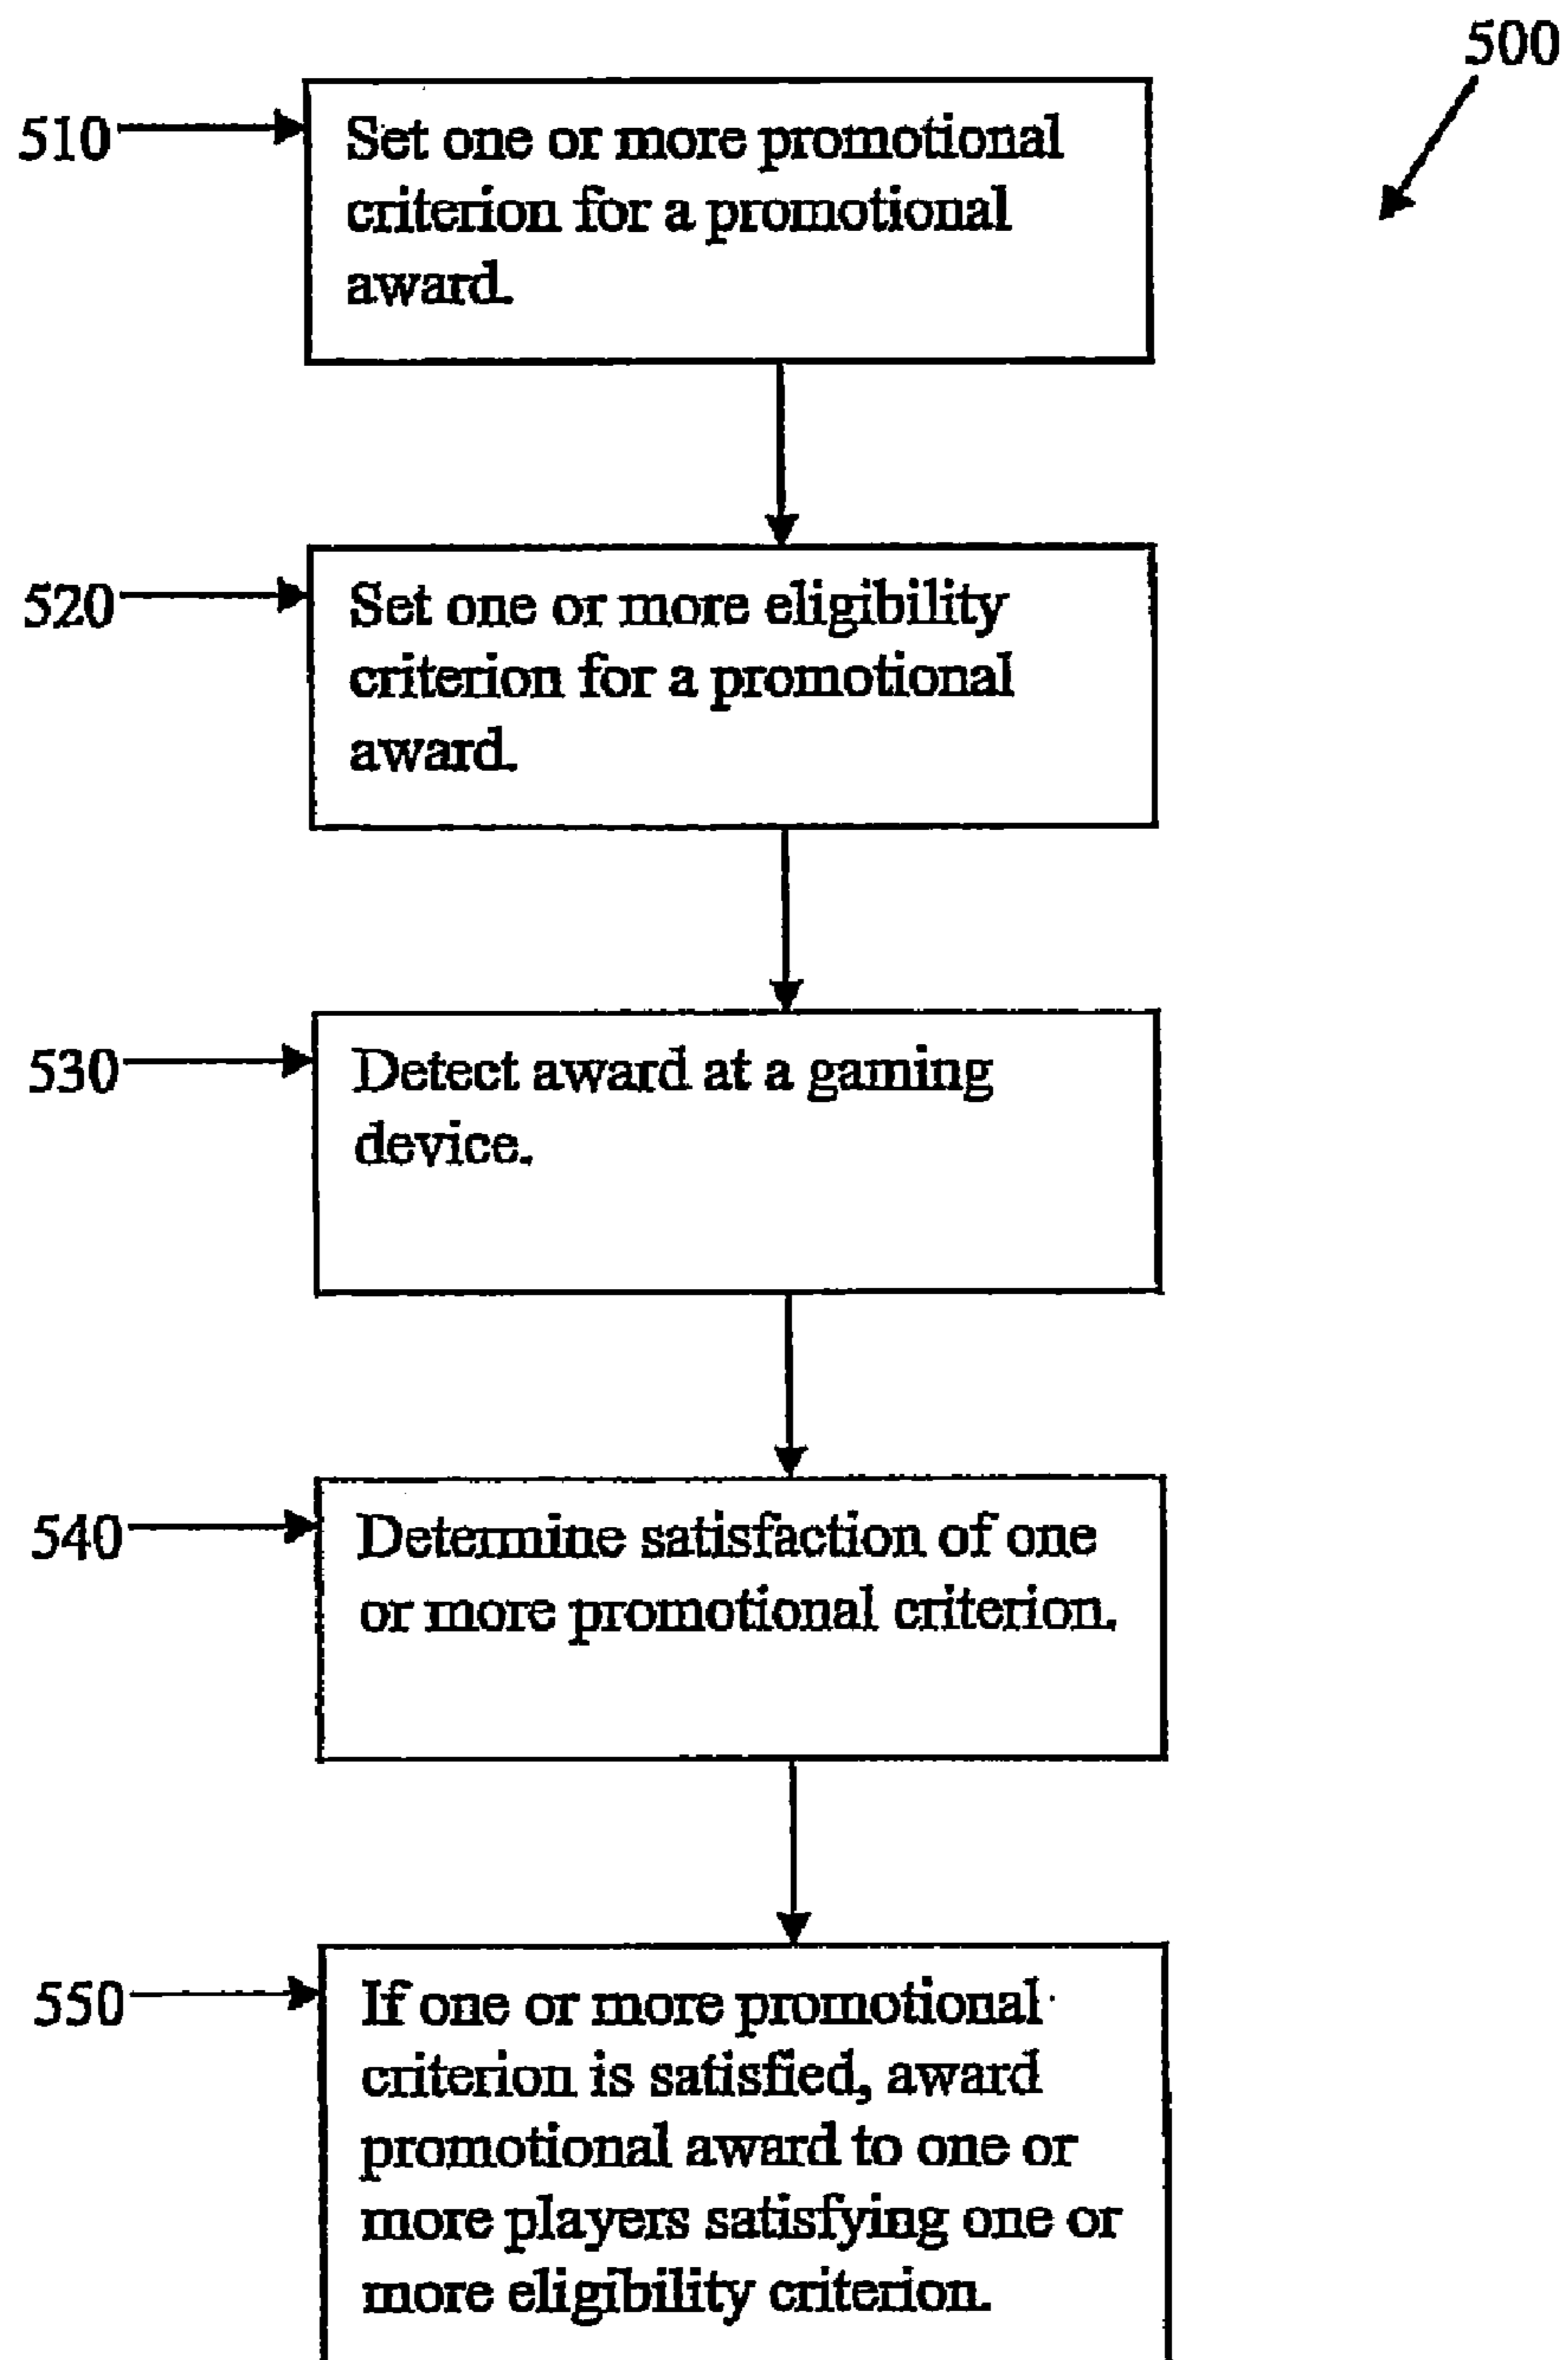 500
510
Set one or more promotional
criterion for a promotional
award.
520
Set one or more eligibility
criterion for a promotional
award.
530
Detect award at a gaming
device.
540
Determine satisfaction of one
or more promotional criterion.
550
If one or more promotional
criterion is satisfied, award
promotional award to one or
more players satisfying one or
more eligibility criterion.